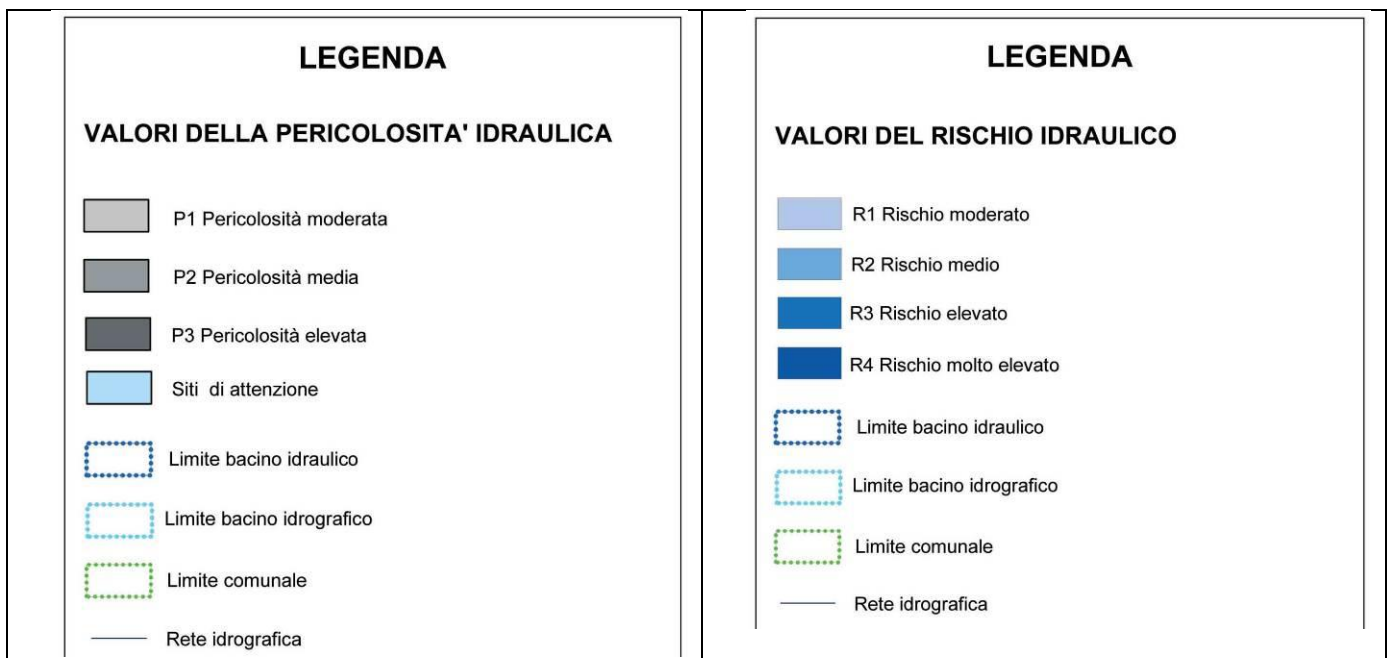 LEGENDA
VALORI DELLA PERICOLOSITA' IDRAULICA
P1 Pericolosità moderata
P2 Pericolosità media
P3 Pericolosità elevata
Siti di attenzione
Limite bacino idraulico
Limite bacino idrografico
Limite comunale
Rete idrografica
LEGENDA
VALORI DEL RISCHIO IDRAULICO
R1 Rischio moderato
R2 Rischio medio
R3 Rischio elevato
R4 Rischio molto elevato
Limite bacino idraulico
Limite bacino idrografico
Limite comunale
Rete idrografica